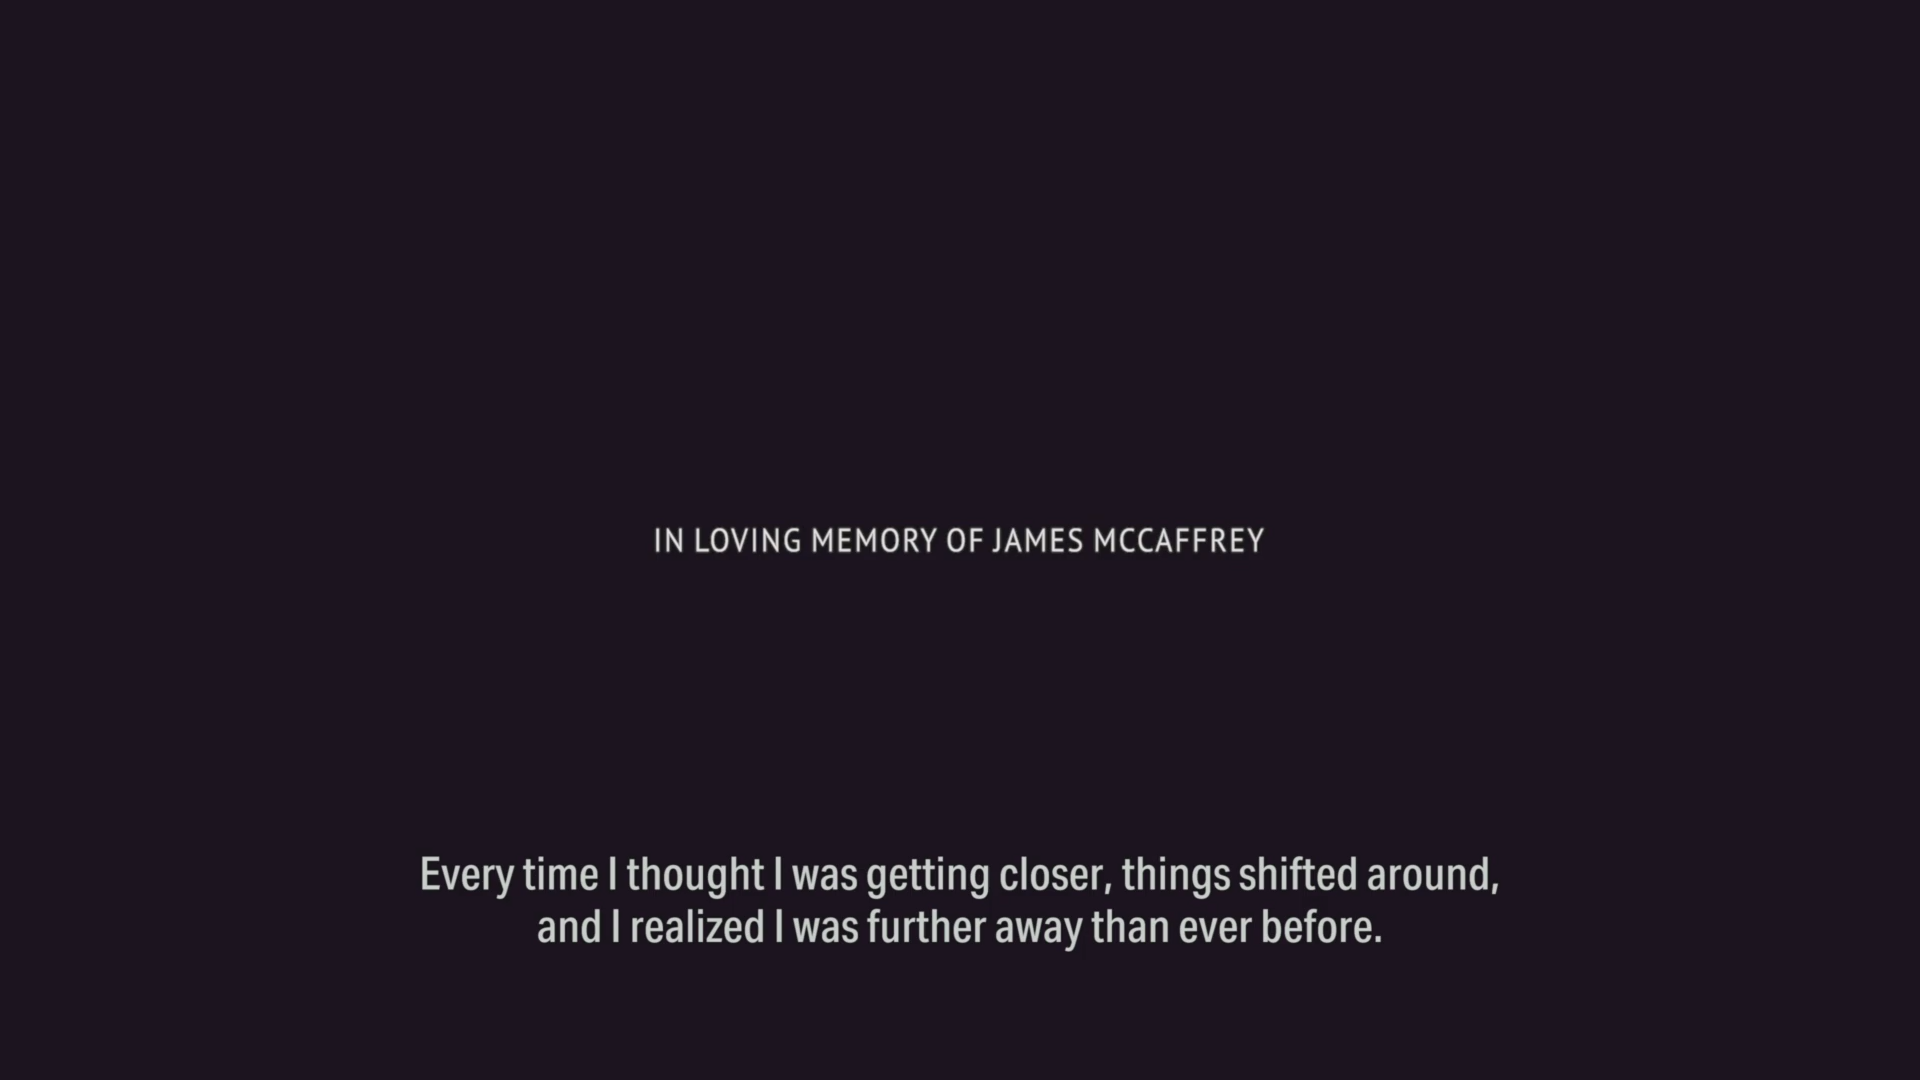 IN LOVING MEMORY OF JAMES MCCAFFREY
Every time I thought I was getting closer, things shifted around,
and I realized I was further away than ever before.